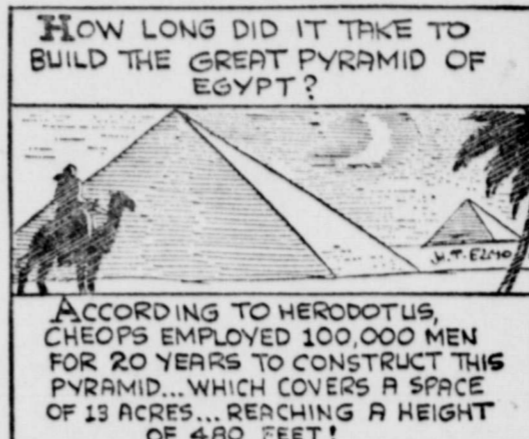 HOW LONG DID IT TAKE TO
BUILD THE GREAT PYRAMID OF
EGYPT?
H.T. ELMO
ACCORDING TO HERODOTUS,
CHEOPS EMPLOYED 100,000 MEN
FOR 20 YEARS TO CONSTRUCT THIS
PYRAMID...WHICH COVERS A SPACE
OF 13 ACRES...REACHING A HEIGHT
OF 480 FEET!